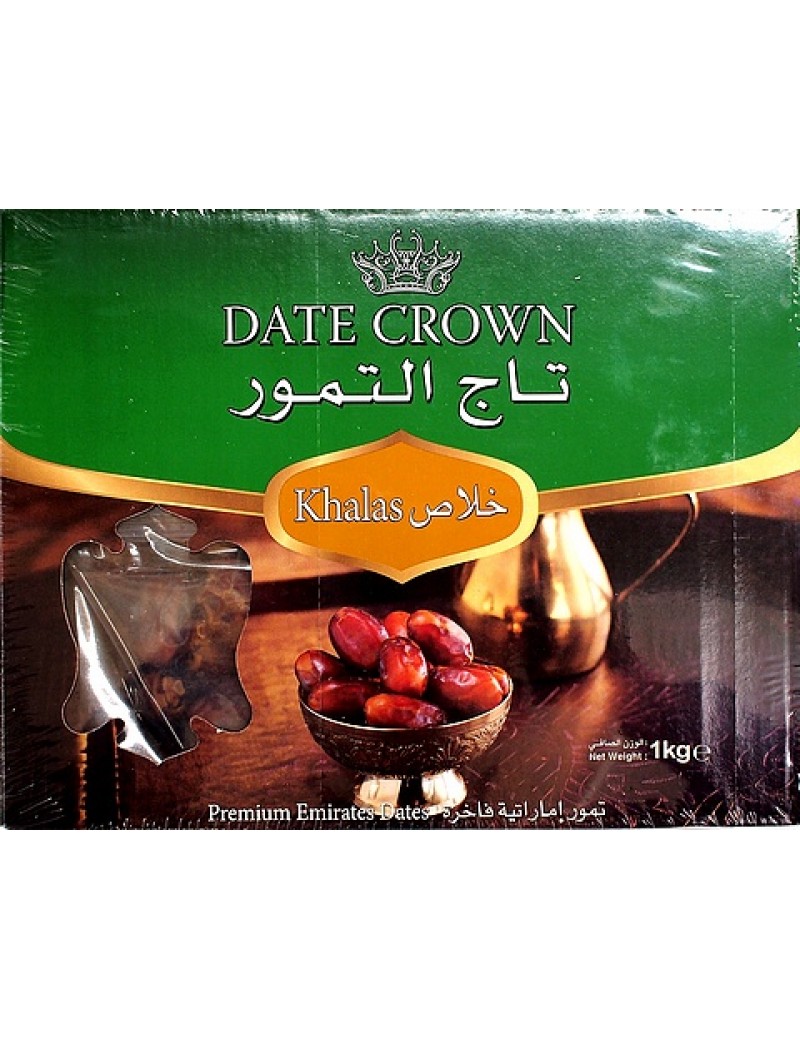 DATE CROWN
تاج التمور
Khalas خلاص
الوزن الصافي:
Net Weight : 1kg e
Premium Emirates Dates تمور إماراتية فاخرة